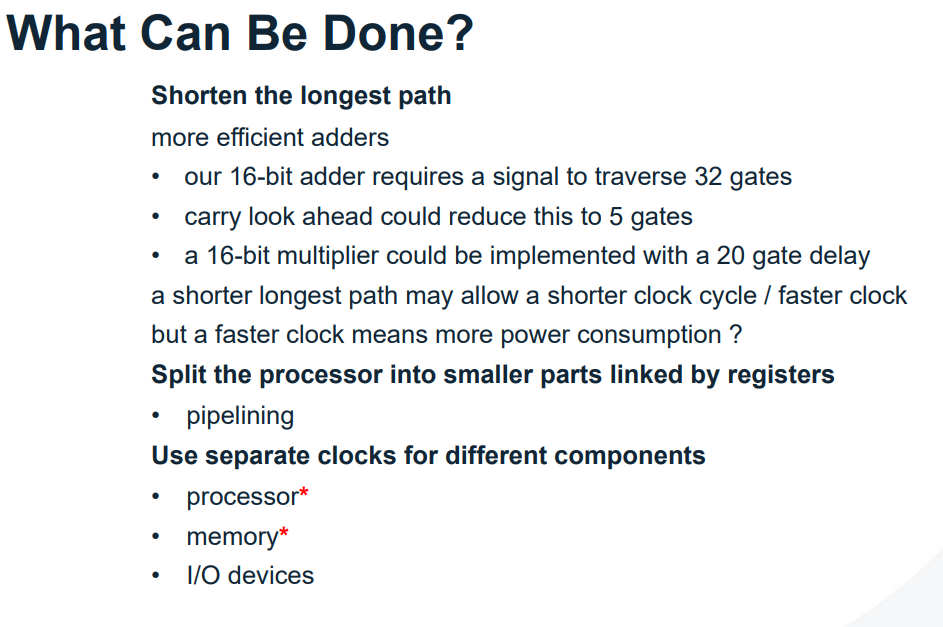 What Can Be Done?
Shorten the longest path
more efficient adders
• our 16-bit adder requires a signal to traverse 32 gates
• carry look ahead could reduce this to 5 gates
• a 16-bit multiplier could be implemented with a 20 gate delay
a shorter longest path may allow a shorter clock cycle / faster clock
but a faster clock means more power consumption ?
Split the processor into smaller parts linked by registers
• pipelining
Use separate clocks for different components
• processor*
• memory*
• I/O devices